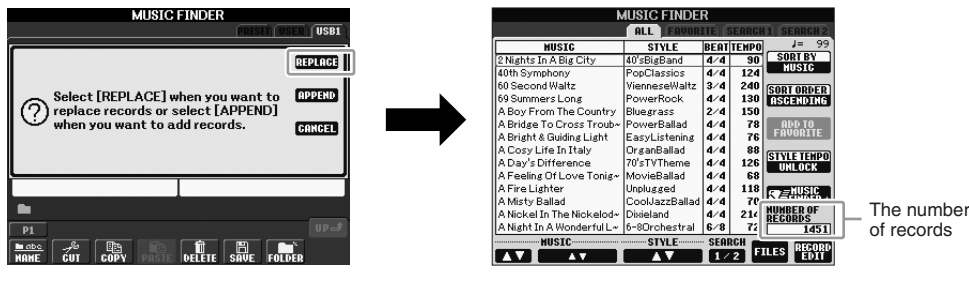 MUSIC FINDER
PRESET USER USB1
REPLACE
Select [REPLACE] when you want to
replace records or select [APPEND]
when you want to add records.
APPEND
CANCEL
P1
UP
NAME CUT COPY PASTE DELETE SAVE FOLDER
MUSIC FINDER
ALL FAVORITE SEARCH 1 SEARCH 2
MUSIC STYLE BEAT TEMPO
♩= 99
2 Nights In A Big City 40'sBigBand 4/4 90
40th Symphony PopClassics 4/4 124
60 Second Waltz VienneseWaltz 3/4 240
69 Summers Long PowerRock 4/4 130
A Boy From The Country Bluegrass 2/4 150
A Bridge To Cross Troub~ PowerBallad 4/4 78
A Bright & Guiding Light EasyListening 4/4 76
A Cosy Life In Italy OrganBallad 4/4 88
A Day's Difference 70'sTVTheme 4/4 126
A Feeling Of Love Tonig~ MovieBallad 4/4 68
A Fire Lighter Unplugged 4/4 118
A Misty Ballad CoolJazzBallad 4/4
A Nickel In The Nickelod~ Dixieland 4/4
A Night In A Wonderful L~ 6-8Orchestral 6/8 72
SORT BY
MUSIC
SORT ORDER
ASCENDING
ADD TO
FAVORITE
STYLE TEMPO
UNLOCK
MUSIC
NUMBER OF
RECORDS
1451
MUSIC STYLE SEARCH
1/2 FILES
RECORD
EDIT
The number
of records